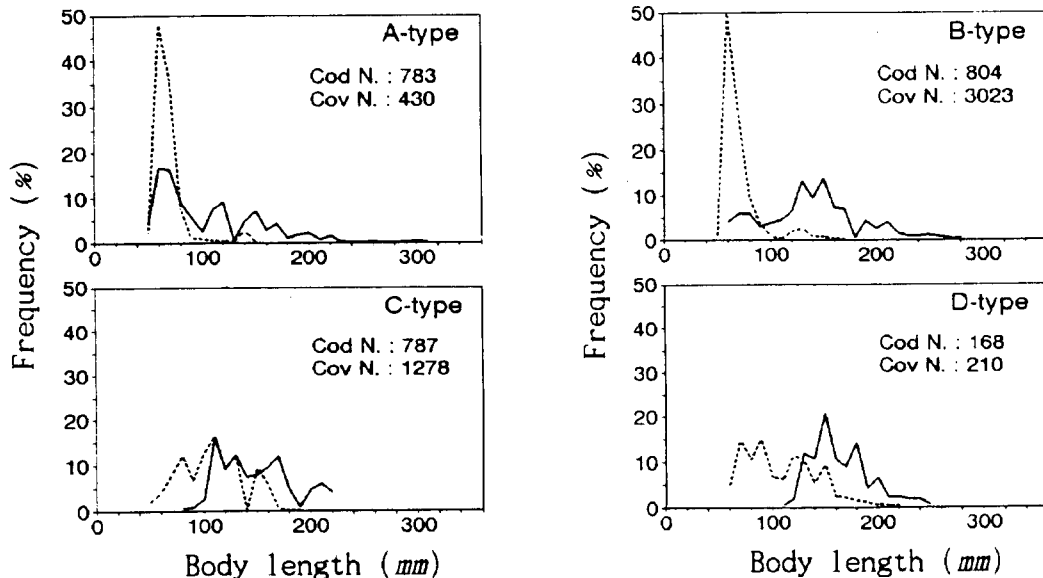 50
A-type
40
Cod N. : 783
Cov N. : 430
30
20
10
0
0
100
200
300
50
B-type
40
Cod N. : 804
Cov N. : 3023
30
20
10
0
0
100
200
300
Frequency (%)
Frequency (%)
50
C-type
40
Cod N. : 787
Cov N. : 1278
30
20
10
0
0
100
200
300
Body length (mm)
50
D-type
40
Cod N. : 168
Cov N. : 210
30
20
10
0
0
100
200
300
Body length (mm)